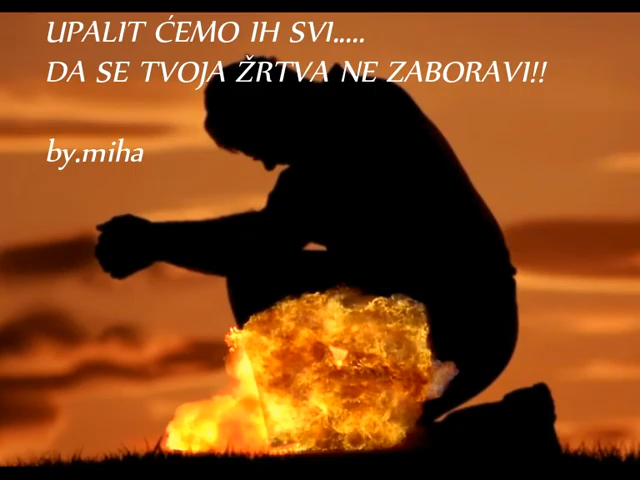 UPALIT ĆEMO IH SVI.....
DA SE TVOJA ŽRTVA NE ZABORAVI!!
by.miha